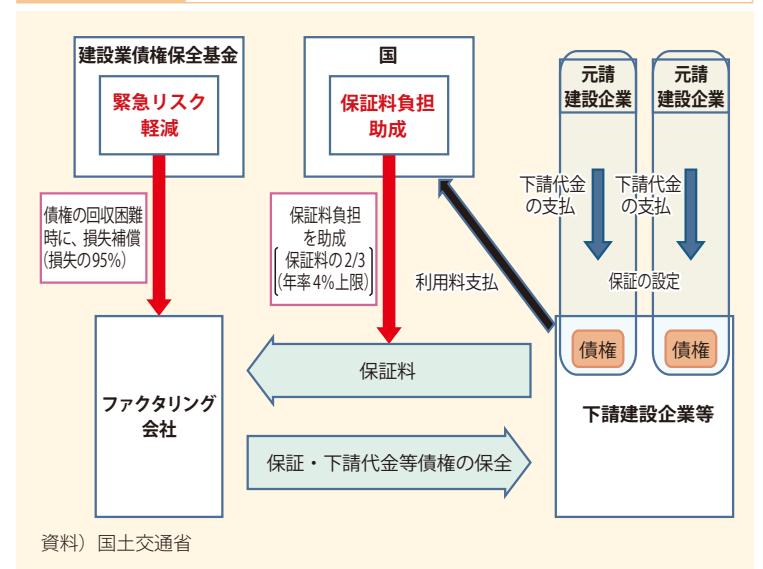 建設業債権保全基金
緊急リスク
軽減
国
保証料負担
助成
元請
建設企業
元請
建設企業
債権の回収困難
時に、損失補償
(損失の95%)
保証料負担
を助成
保証料の2/3
(年率4%上限)
利用料支払
下請代金
の支払
下請代金
の支払
保証の設定
債権
債権
下請建設企業等
保証料
ファクタリング
会社
保証・下請代金等債権の保全
資料）国土交通省